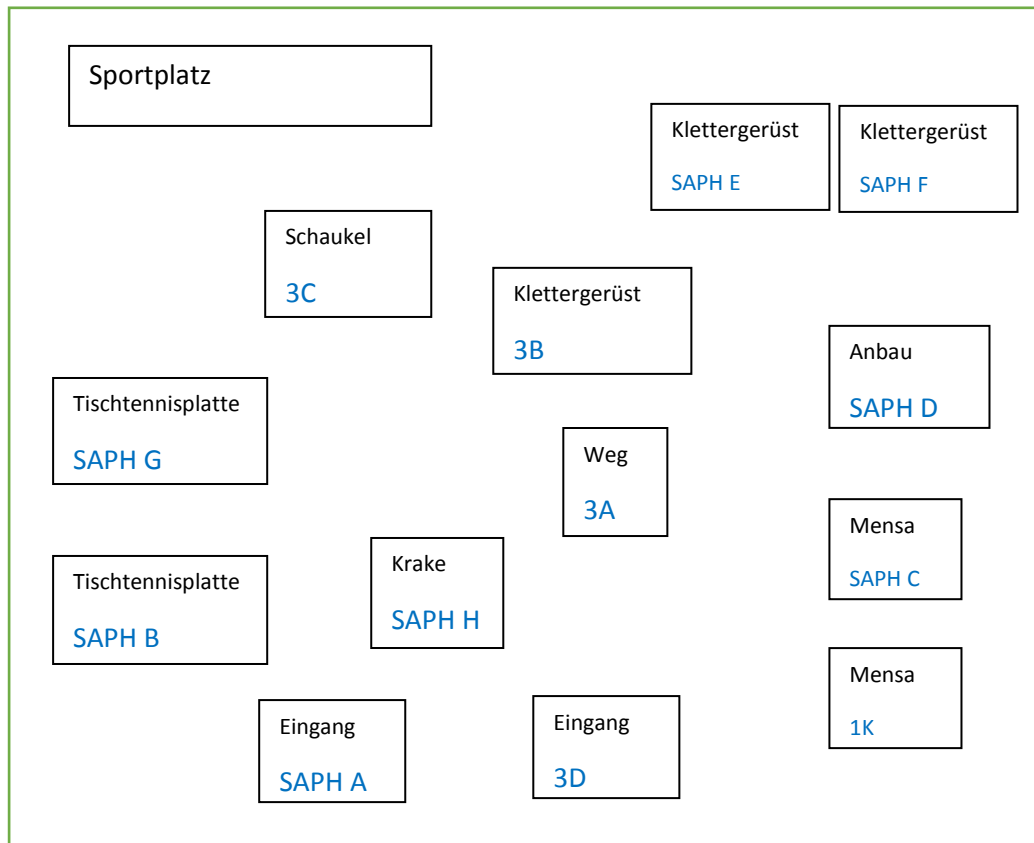 Sportplatz
Klettergerüst
SAPH E
Klettergerüst
SAPH F
Schaukel
3C
Klettergerüst
3B
Anbau
SAPH D
Tischtennisplatte
SAPH G
Weg
3A
Mensa
SAPH C
Krake
SAPH H
Tischtennisplatte
SAPH B
Mensa
1K
Eingang
SAPH A
Eingang
3D